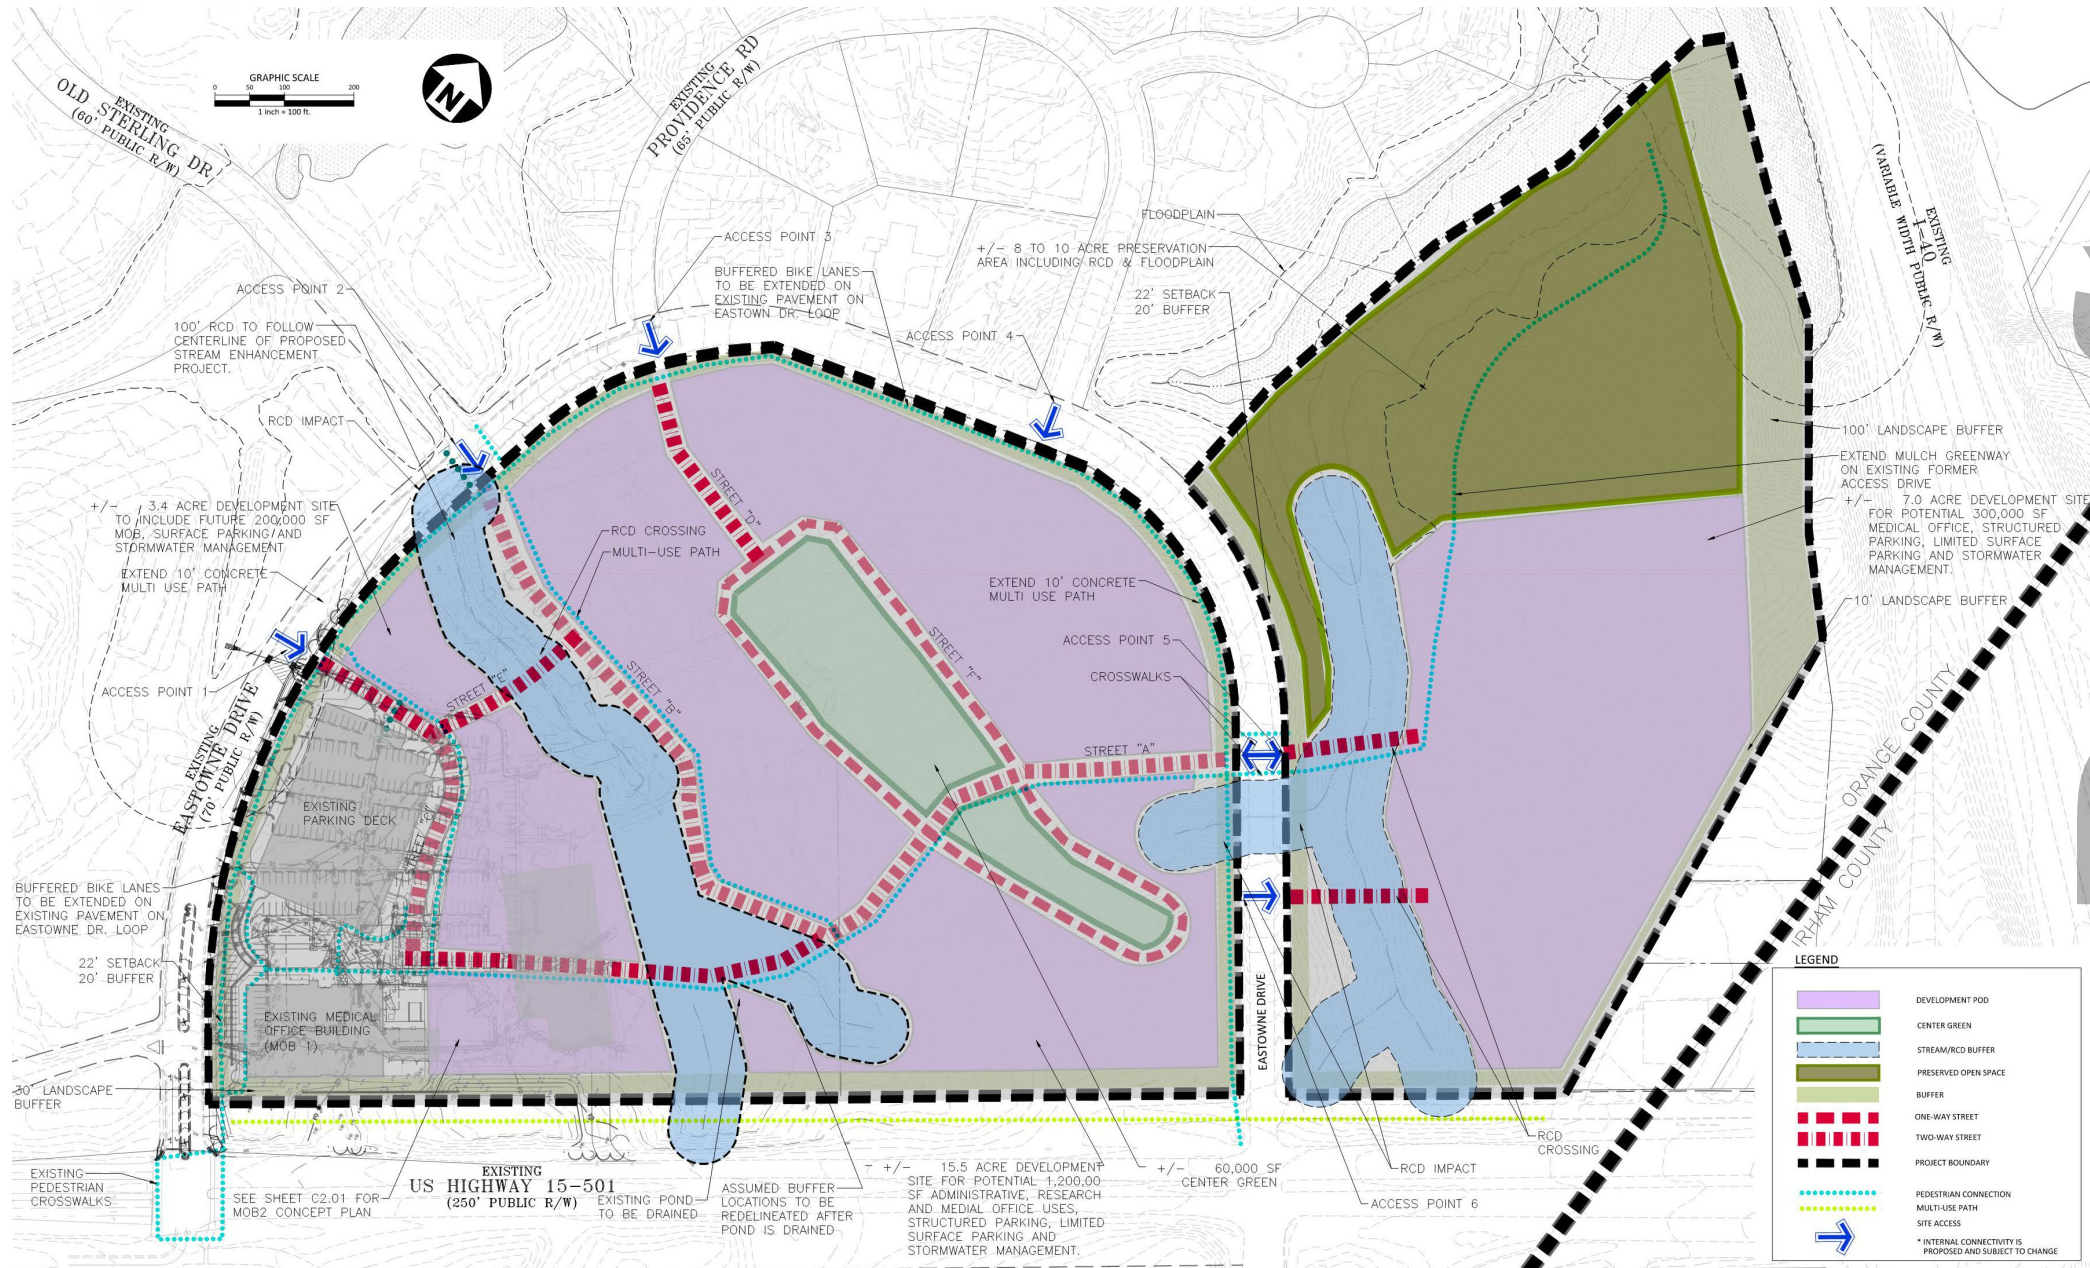 GRAPHIC SCALE
0 50 100 200
1 inch = 100 ft.
N
EXISTING
OLD STERLING DR
(60' PUBLIC R/W)
EXISTING
PROVIDENCE RD
(65' PUBLIC R/W)
ACCESS POINT 3
ACCESS POINT 2
BUFFERED BIKE LANES
TO BE EXTENDED ON
EXISTING PAVEMENT ON
EASTOWN DR. LOOP
FLOODPLAIN
+/- 8 TO 10 ACRE PRESERVATION
AREA INCLUDING RCD & FLOODPLAIN
22' SETBACK
20' BUFFER
ACCESS POINT 4
EXISTING
I-40
(VARIABLE WIDTH PUBLIC R/W)
100' RCD TO FOLLOW
CENTERLINE OF PROPOSED
STREAM ENHANCEMENT
PROJECT.
RCD IMPACT
+/- 3.4 ACRE DEVELOPMENT SITE
TO INCLUDE FUTURE 200,000 SF
MOB, SURFACE PARKING AND
STORMWATER MANAGEMENT
EXTEND 10' CONCRETE
MULTI USE PATH
STREET "D"
RCD CROSSING
MULTI-USE PATH
EXTEND 10' CONCRETE
MULTI USE PATH
100' LANDSCAPE BUFFER
EXTEND MULCH GREENWAY
ON EXISTING FORMER
ACCESS DRIVE
+/- 7.0 ACRE DEVELOPMENT SITE
FOR POTENTIAL 300,000 SF
MEDICAL OFFICE, STRUCTURED
PARKING, LIMITED SURFACE
PARKING AND STORMWATER
MANAGEMENT.
10' LANDSCAPE BUFFER
ACCESS POINT 5
CROSSWALKS
STREET "F"
STREET "E"
STREET "B"
STREET "A"
STREET "C"
ACCESS POINT 1
EXISTING
EASTOWNE DRIVE
(70' PUBLIC R/W)
EXISTING
PARKING DECK
BUFFERED BIKE LANES
TO BE EXTENDED ON
EXISTING PAVEMENT ON
EASTOWNE DR. LOOP
22' SETBACK
20' BUFFER
EXISTING MEDICAL
OFFICE BUILDING
(MOB 1)
30' LANDSCAPE
BUFFER
EASTOWNE DRIVE
ORANGE COUNTY
RHAM COUNTY
EXISTING
PEDESTRIAN
CROSSWALKS
SEE SHEET C2.01 FOR
MOB2 CONCEPT PLAN
EXISTING
US HIGHWAY 15-501
(250' PUBLIC R/W)
EXISTING POND
TO BE DRAINED
ASSUMED BUFFER
LOCATIONS TO BE
REDELINEATED AFTER
POND IS DRAINED
+/- 15.5 ACRE DEVELOPMENT
SITE FOR POTENTIAL 1,200,00
SF ADMINISTRATIVE, RESEARCH
AND MEDIAL OFFICE USES,
STRUCTURED PARKING, LIMITED
SURFACE PARKING AND
STORMWATER MANAGEMENT.
+/- 60,000 SF
CENTER GREEN
RCD IMPACT
ACCESS POINT 6
RCD
CROSSING
LEGEND
DEVELOPMENT POD
CENTER GREEN
STREAM/RCD BUFFER
PRESERVED OPEN SPACE
BUFFER
ONE-WAY STREET
TWO-WAY STREET
PROJECT BOUNDARY
PEDESTRIAN CONNECTION
MULTI-USE PATH
SITE ACCESS
* INTERNAL CONNECTIVITY IS
PROPOSED AND SUBJECT TO CHANGE